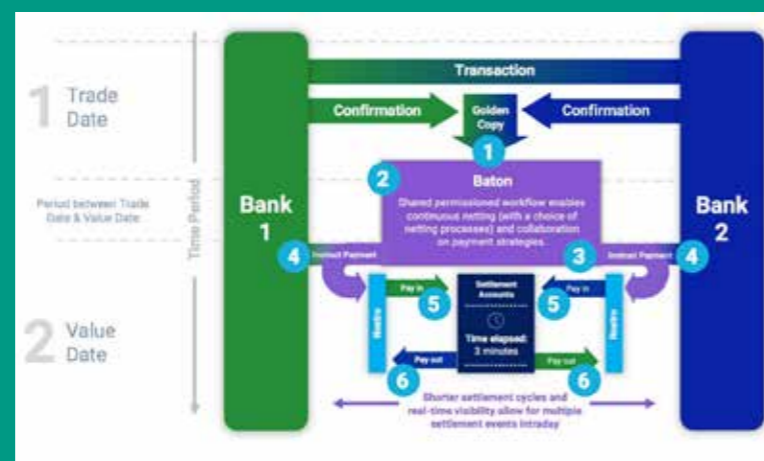 Transaction
1 Trade
Date
Confirmation
Golden
Copy
Confirmation
1
2
Baton
Shared permissioned workflow enables
continuous netting (with a choice of
netting processes) and collaboration
on payment strategies.
Period between Trade
Date & Value Date
Time Period
Bank
1
Bank
2
4
Instruct Payment
3
Instruct Payment
4
Nostro
Pay in
5
Settlement
Accounts
5
Pay in
Nostro
Time elapsed:
3 minutes
2 Value
Date
Pay out
6
Pay out
6
Shorter settlement cycles and
real-time visibility allow for multiple
settlement events intraday